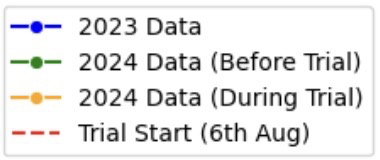 2023 Data
2024 Data (Before Trial)
2024 Data (During Trial)
Trial Start (6th Aug)